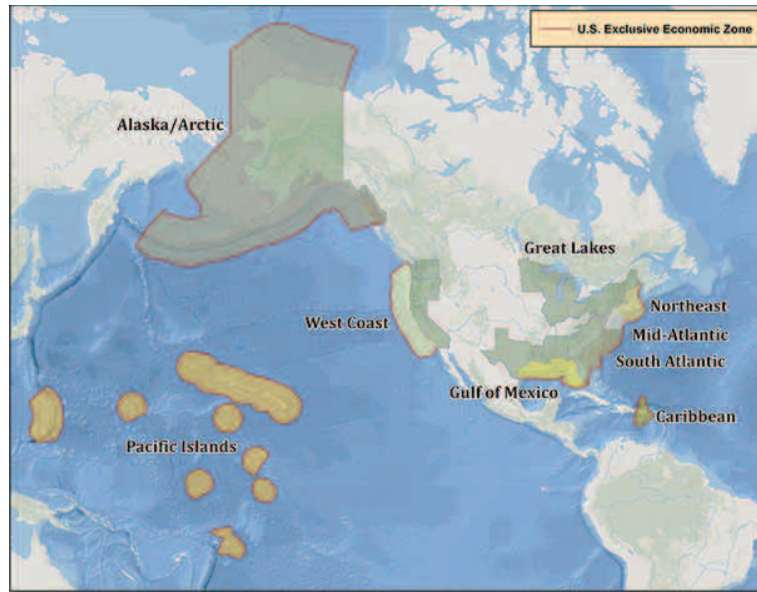 U.S. Exclusive Economic Zone
Alaska/Arctic
Great Lakes
Northeast
West Coast
Mid-Atlantic
South Atlantic
Gulf of Mexico
Caribbean
Pacific Islands